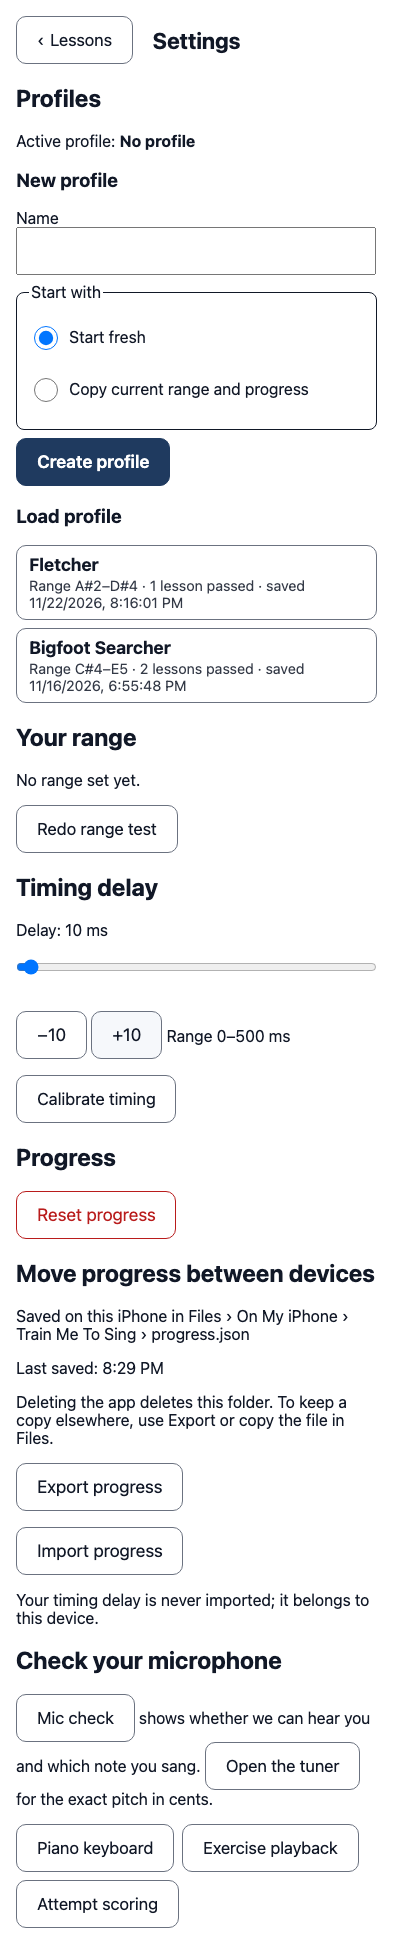 ‹ Lessons Settings
Profiles
Active profile: No profile
New profile
Name
Start with
Start fresh
Copy current range and progress
Create profile
Load profile
Fletcher
Range A#2–D#4 · 1 lesson passed · saved
11/22/2026, 8:16:01 PM
Bigfoot Searcher
Range C#4–E5 · 2 lessons passed · saved
11/16/2026, 6:55:48 PM
Your range
No range set yet.
Redo range test
Timing delay
Delay: 10 ms
−10 +10 Range 0–500 ms
Calibrate timing
Progress
Reset progress
Move progress between devices
Saved on this iPhone in Files › On My iPhone ›
Train Me To Sing › progress.json
Last saved: 8:29 PM
Deleting the app deletes this folder. To keep a
copy elsewhere, use Export or copy the file in
Files.
Export progress
Import progress
Your timing delay is never imported; it belongs to
this device.
Check your microphone
Mic check shows whether we can hear you
and which note you sang. Open the tuner
for the exact pitch in cents.
Piano keyboard Exercise playback
Attempt scoring